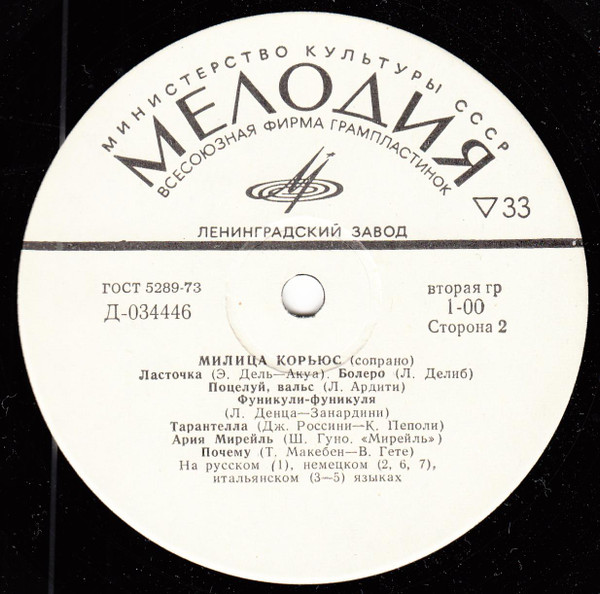 МИНИСТЕРСТВО КУЛЬТУРЫ СССР
МЕЛОДИЯ
ВСЕСОЮЗНАЯ ФИРМА ГРАМПЛАСТИНОК
▽33
ЛЕНИНГРАДСКИЙ ЗАВОД
ГОСТ 5289-73
Д-034446
вторая гр
1-00
Сторона 2
МИЛИЦА КОРЬЮС (сопрано)
Ласточка (Э. Дель—Акуа). Болеро (Л. Делиб)
Поцелуй, вальс (Л. Ардити)
Фуникули-фуникуля
(Л. Денца—Занардини)
Тарантелла (Дж. Россини—К. Пеполи)
Ария Мирейль (Ш. Гуно, «Мирейль»)
Почему (Т. Макебен—В. Гете)
На русском (1), немецком (2, 6, 7),
итальянском (3—5) языках